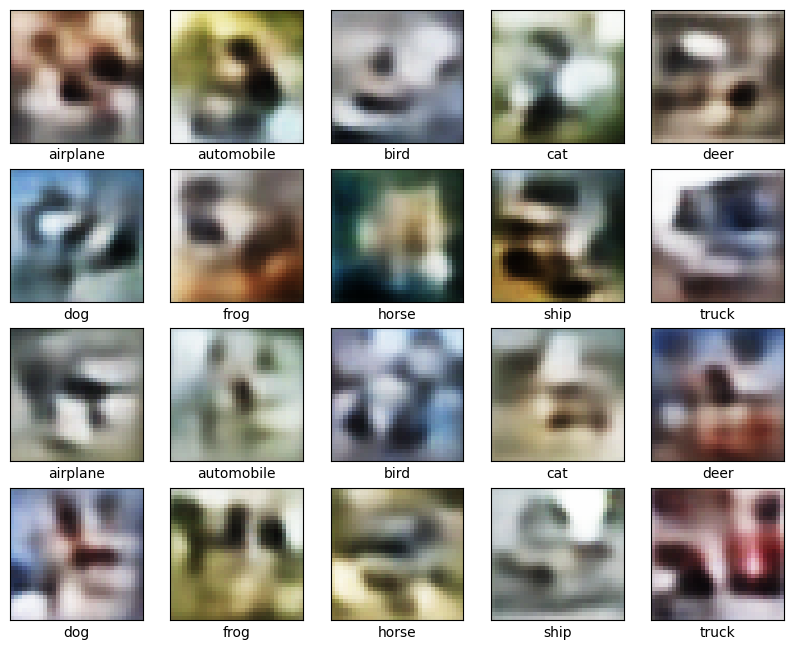 airplane automobile bird cat deer
dog frog horse ship truck
airplane automobile bird cat deer
dog frog horse ship truck